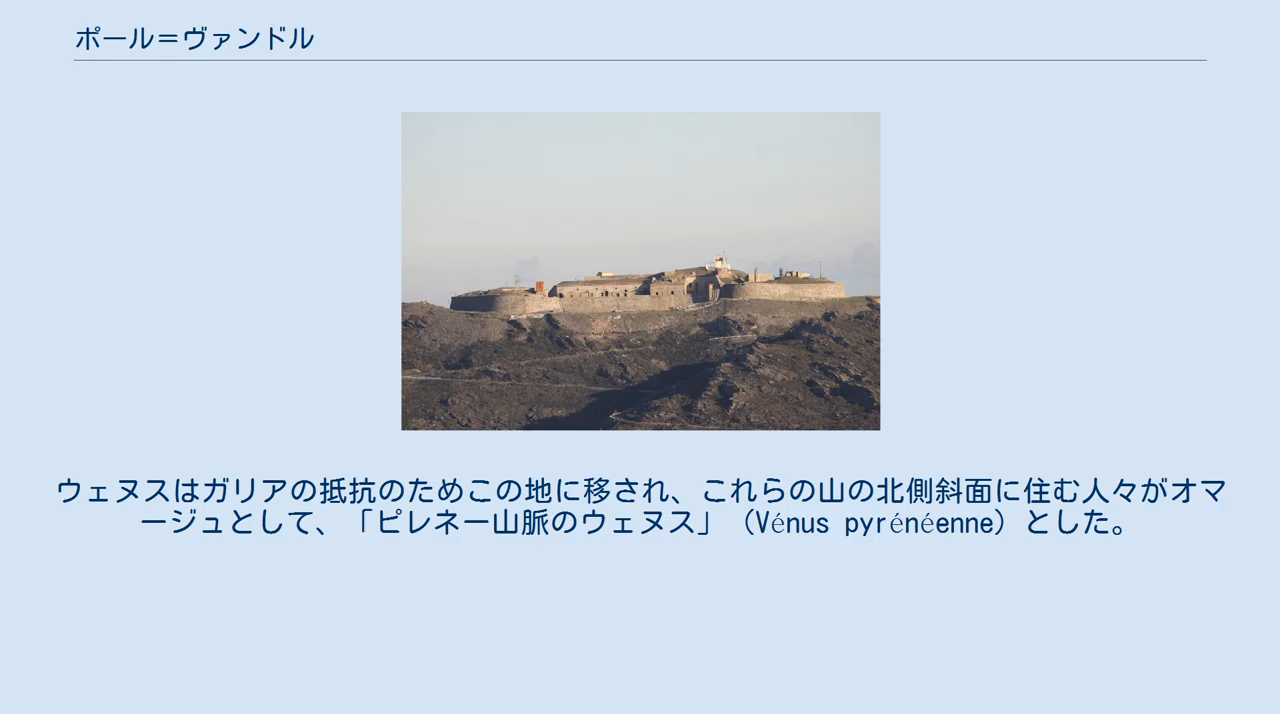 ポール＝ヴァンドル
ウェヌスはガリアの抵抗のためこの地に移され、これらの山の北側斜面に住む人々がオマ
ージュとして、「ピレネー山脈のウェヌス」（Vénus pyrénéenne）とした。